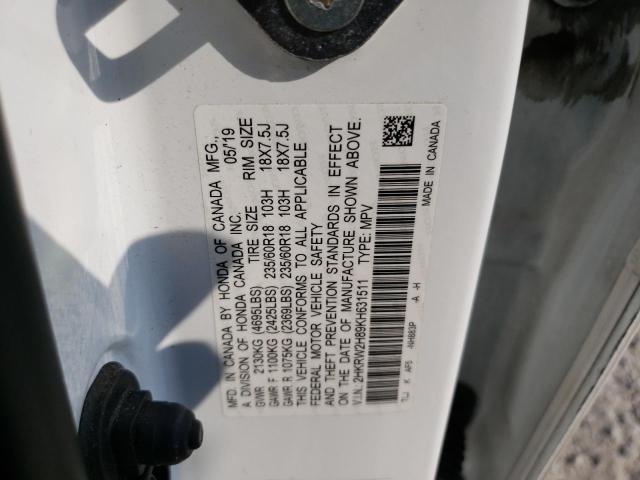 MFD. IN CANADA BY HONDA OF CANADA MFG.,
A DIVISION OF HONDA CANADA INC. 05/19
TIRE SIZE RIM SIZE
GVWR 2130KG (4695LBS)
GAWR F 1100KG (2425LBS) 235/60R18 103H 18X7.5J
GAWR R 1075KG (2369LBS) 235/60R18 103H 18X7.5J
THIS VEHICLE CONFORMS TO ALL APPLICABLE
FEDERAL MOTOR VEHICLE SAFETY
AND THEFT PREVENTION STANDARDS IN EFFECT ON
THE DATE OF MANUFACTURE SHOWN ABOVE.
V.I.N.: 2HKRW2H89KH631511 TYPE: MPV
TLJ K AF5 -NH883P -A -H
MADE IN CANADA